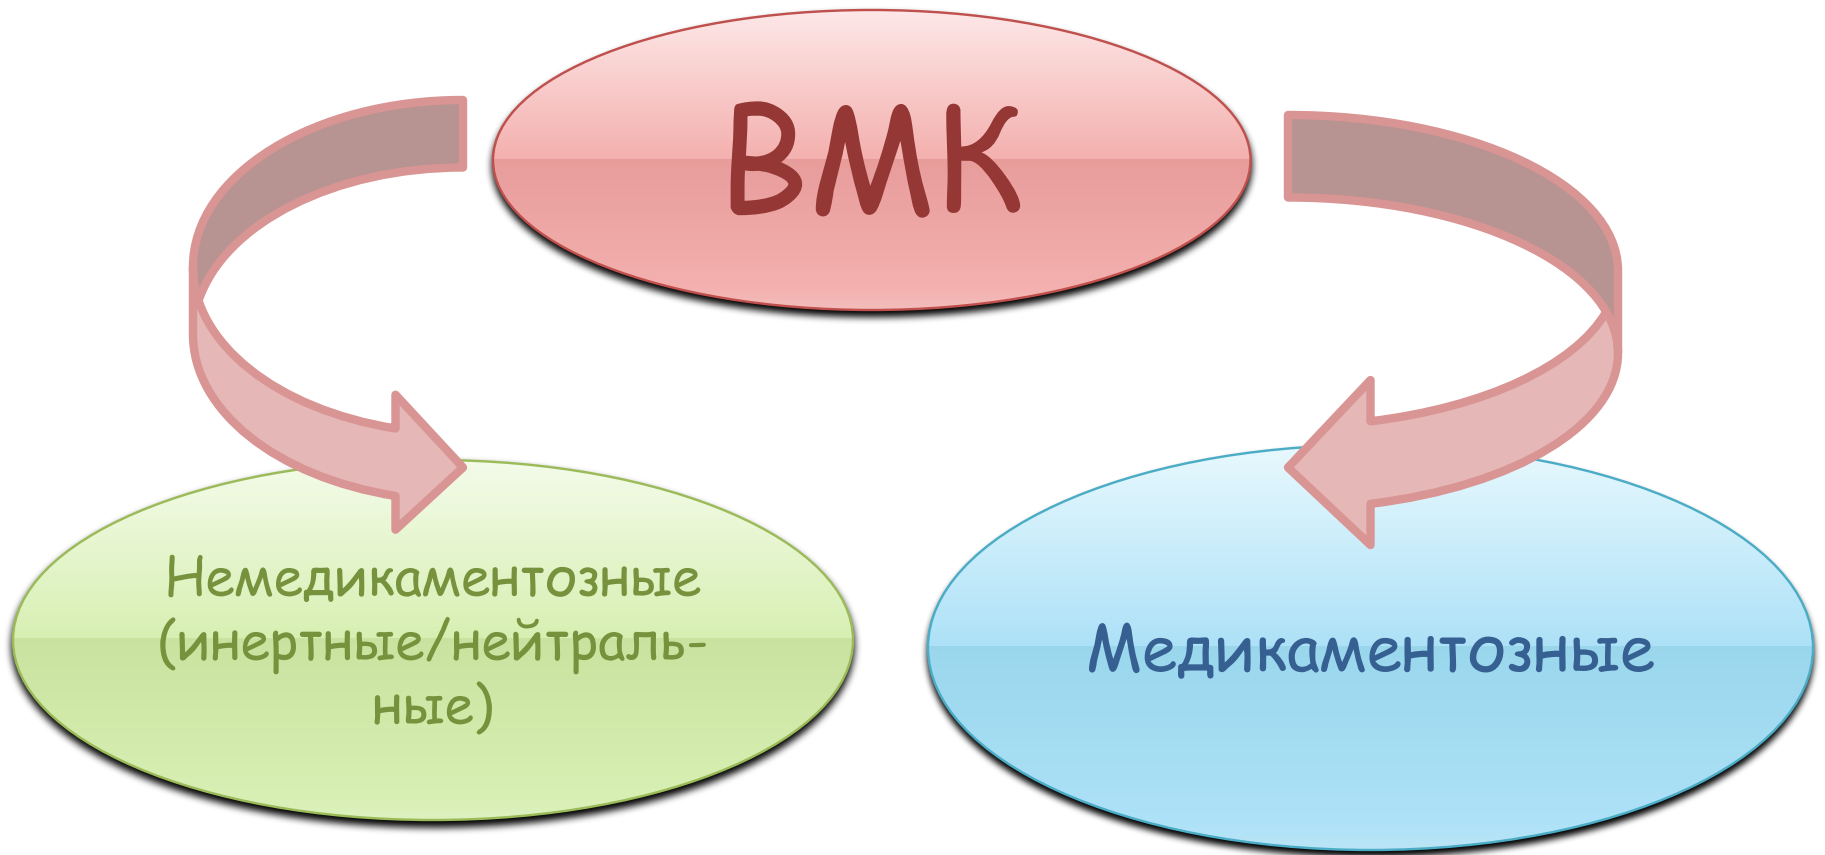 ВМК
Немедикаментозные
(инертные/нейтраль-
ные)
Медикаментозные